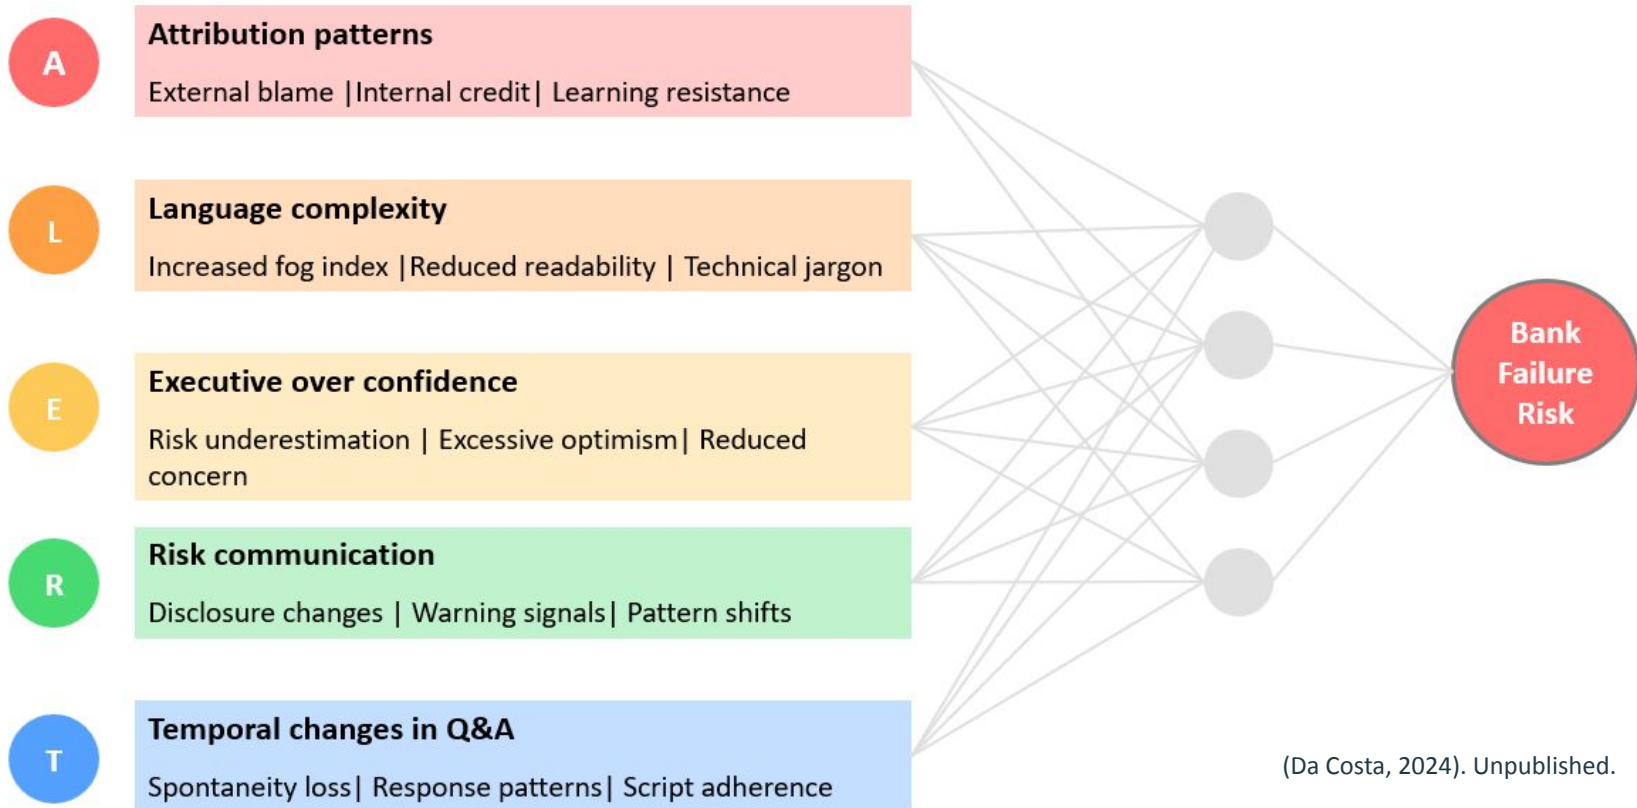 A
Attribution patterns
External blame |Internal credit| Learning resistance
L
Language complexity
Increased fog index |Reduced readability | Technical jargon
E
Executive over confidence
Risk underestimation | Excessive optimism| Reduced
concern
R
Risk communication
Disclosure changes | Warning signals| Pattern shifts
T
Temporal changes in Q&A
Spontaneity loss| Response patterns| Script adherence
Bank
Failure
Risk
(Da Costa, 2024). Unpublished.